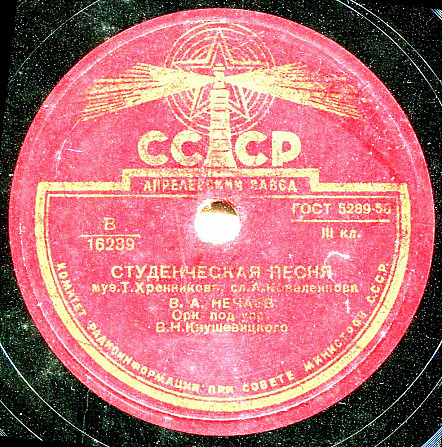 СССР
АПРЕЛЕВСКИЙ ЗАВОД
В
16289
ГОСТ 5289-50
III кл.
СТУДЕНЧЕСКАЯ ПЕСНЯ
муз. Т. Хренникова, сл. А. Коваленкова
В. А. НЕЧАЕВ
Орк. под упр.
В. Н. Кнушевицкого
КОМИТЕТ РАДИОИНФОРМАЦИИ ПРИ СОВЕТЕ МИНИСТРОВ СССР.